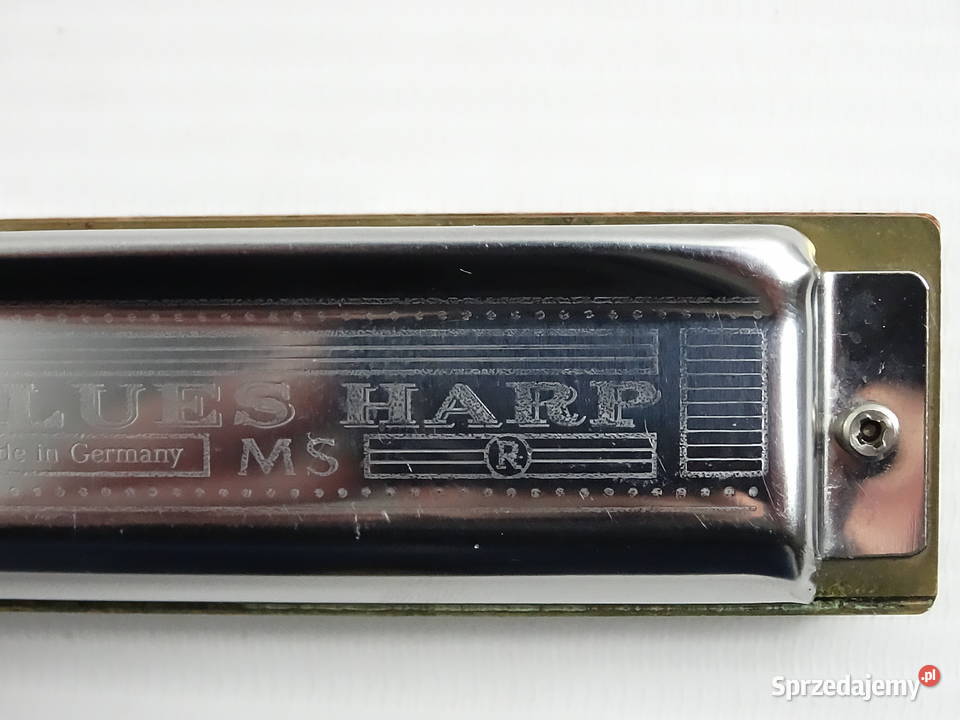 LUES HARP
de in Germany MS ®
Sprzedajemy.pl